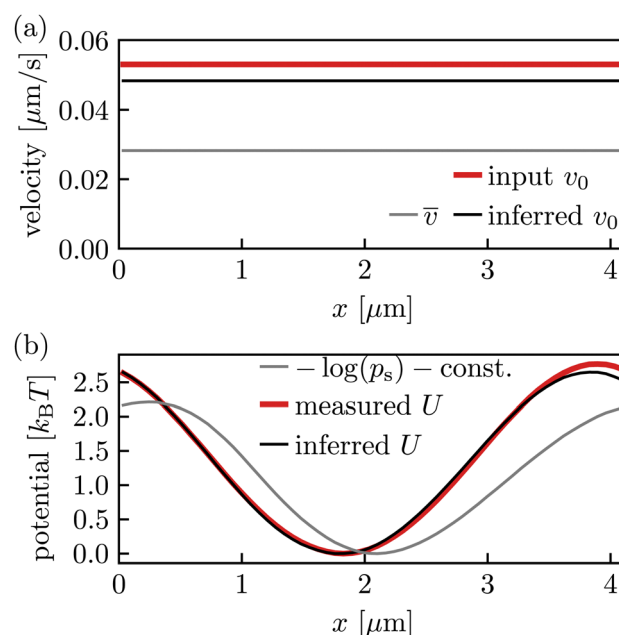 (a)
0.06
0.04
0.02
0.00
velocity [μm/s]
input v₀
v̅ inferred v₀
0 1 2 3 4
x [μm]
(b)
2.5
2.0
1.5
1.0
0.5
0.0
potential [k_BT]
− log(pₛ) − const.
measured U
inferred U
0 1 2 3 4
x [μm]